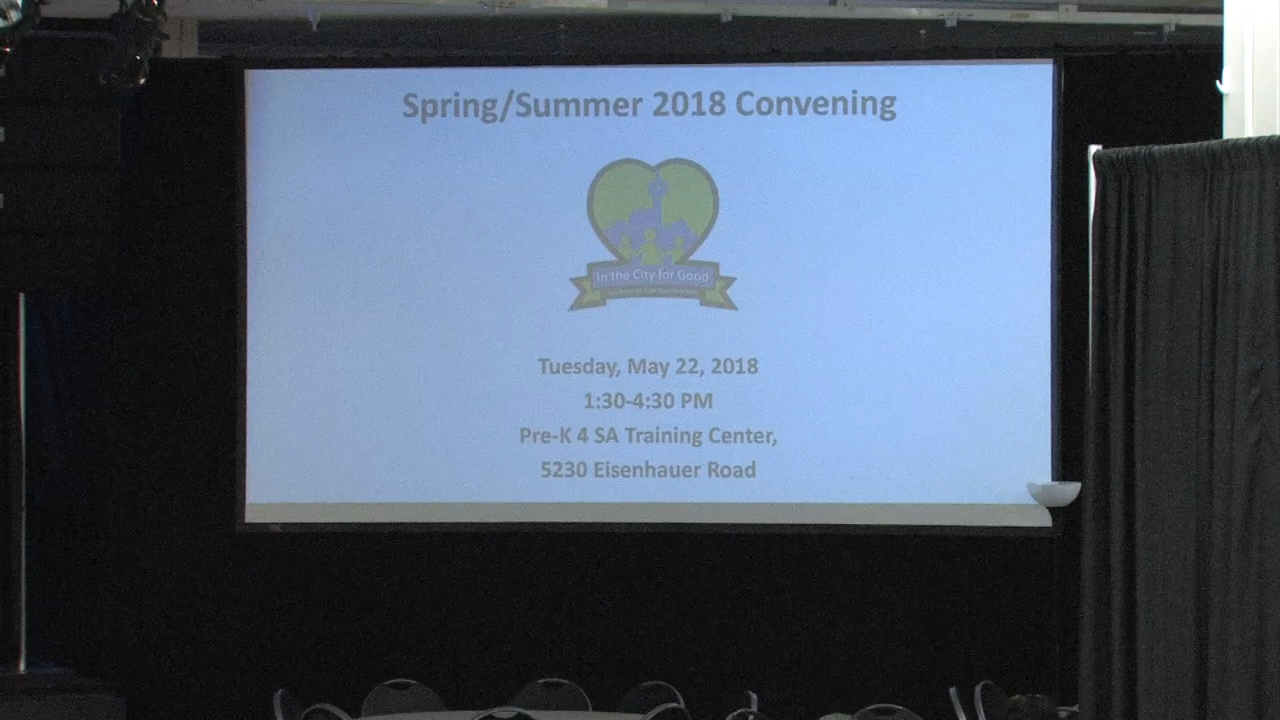 Spring/Summer 2018 Convening
In the City for Good
Tuesday, May 22, 2018
1:30-4:30 PM
Pre-K 4 SA Training Center,
5230 Eisenhauer Road